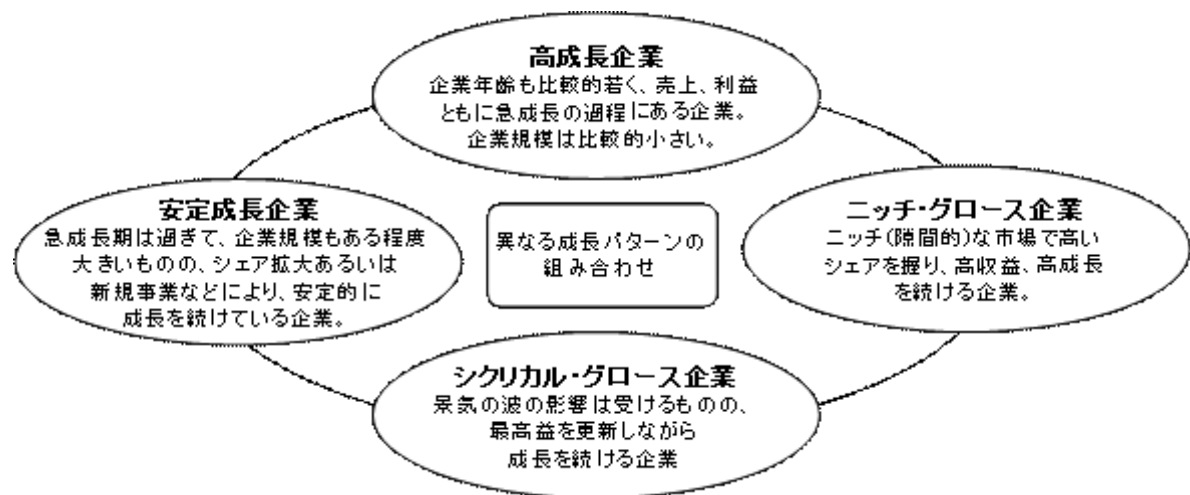 高成長企業
企業年齢も比較的若く、売上、利益
ともに急成長の過程にある企業。
企業規模は比較的小さい。
安定成長企業
急成長期は過ぎて、企業規模もある程度
大きいものの、シェア拡大あるいは
新規事業などにより、安定的に
成長を続けている企業。
異なる成長パターンの
組み合わせ
ニッチ・グロース企業
ニッチ(隙間的)な市場で高い
シェアを握り、高収益、高成長
を続ける企業。
シクリカル・グロース企業
景気の波の影響は受けるものの、
最高益を更新しながら
成長を続ける企業